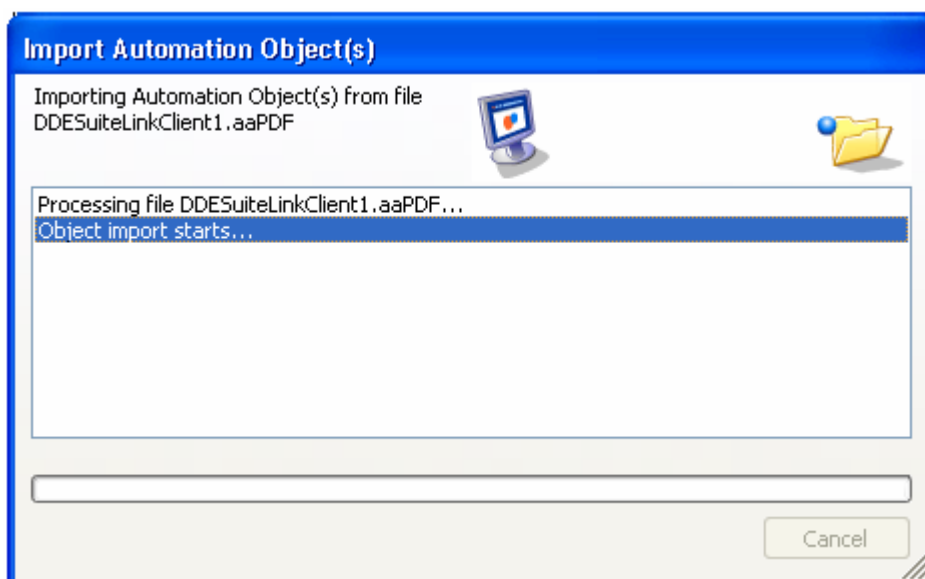 Import Automation Object(s)
Importing Automation Object(s) from file
DDESuiteLinkClient1.aaPDF
Processing file DDESuiteLinkClient1.aaPDF...
Object import starts...
Cancel